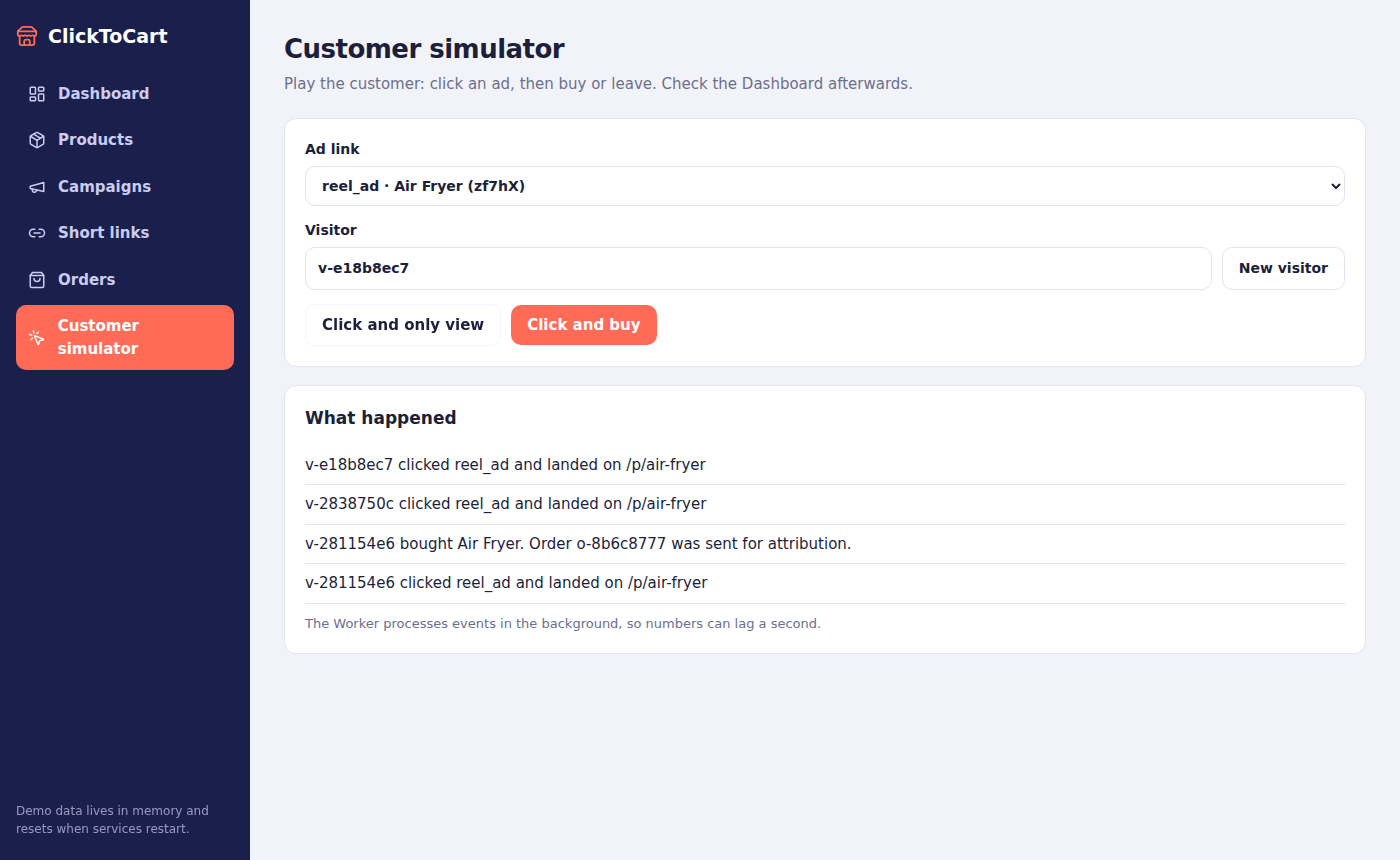 ClickToCart
Dashboard
Products
Campaigns
Short links
Orders
Customer
simulator
Demo data lives in memory and
resets when services restart.
Customer simulator
Play the customer: click an ad, then buy or leave. Check the Dashboard afterwards.
Ad link
reel_ad · Air Fryer (zf7hX)
Visitor
v-e18b8ec7
New visitor
Click and only view
Click and buy
What happened
v-e18b8ec7 clicked reel_ad and landed on /p/air-fryer
v-2838750c clicked reel_ad and landed on /p/air-fryer
v-281154e6 bought Air Fryer. Order o-8b6c8777 was sent for attribution.
v-281154e6 clicked reel_ad and landed on /p/air-fryer
The Worker processes events in the background, so numbers can lag a second.